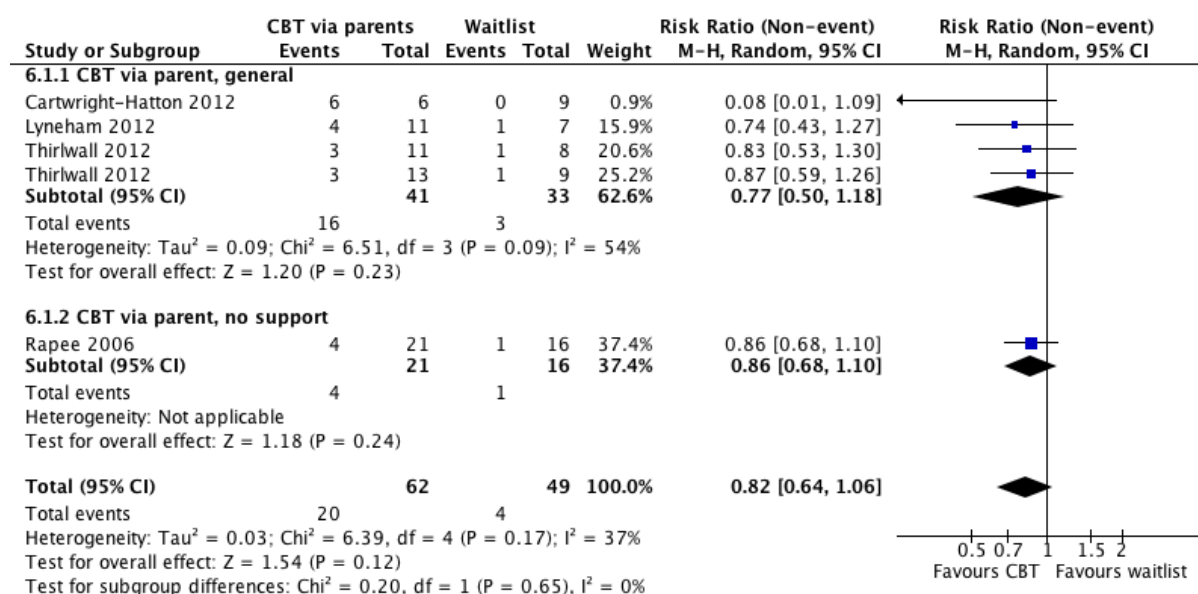 CBT via parents Waitlist Risk Ratio (Non-event) Risk Ratio (Non-event)
Study or Subgroup Events Total Events Total Weight M-H, Random, 95% CI M-H, Random, 95% CI
6.1.1 CBT via parent, general
Cartwright-Hatton 2012 6 6 0 9 0.9% 0.08 [0.01, 1.09]
Lyneham 2012 4 11 1 7 15.9% 0.74 [0.43, 1.27]
Thirlwall 2012 3 11 1 8 20.6% 0.83 [0.53, 1.30]
Thirlwall 2012 3 13 1 9 25.2% 0.87 [0.59, 1.26]
Subtotal (95% CI) 41 33 62.6% 0.77 [0.50, 1.18]
Total events 16 3
Heterogeneity: Tau² = 0.09; Chi² = 6.51, df = 3 (P = 0.09); I² = 54%
Test for overall effect: Z = 1.20 (P = 0.23)
6.1.2 CBT via parent, no support
Rapee 2006 4 21 1 16 37.4% 0.86 [0.68, 1.10]
Subtotal (95% CI) 21 16 37.4% 0.86 [0.68, 1.10]
Total events 4 1
Heterogeneity: Not applicable
Test for overall effect: Z = 1.18 (P = 0.24)
Total (95% CI) 62 49 100.0% 0.82 [0.64, 1.06]
Total events 20 4
Heterogeneity: Tau² = 0.03; Chi² = 6.39, df = 4 (P = 0.17); I² = 37%
Test for overall effect: Z = 1.54 (P = 0.12)
Test for subgroup differences: Chi² = 0.20, df = 1 (P = 0.65), I² = 0%
0.5 0.7 1 1.5 2
Favours CBT Favours waitlist